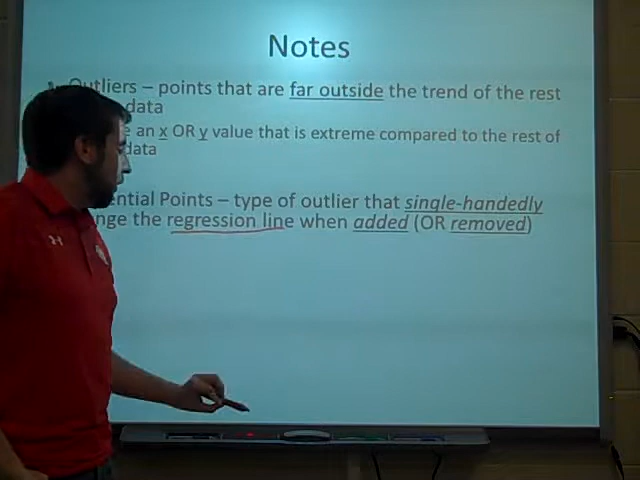 Notes
Outliers – points that are far outside the trend of the rest
data
an x OR y value that is extreme compared to the rest of
data
Points – type of outlier that single-handedly
the regression line when added (OR removed)